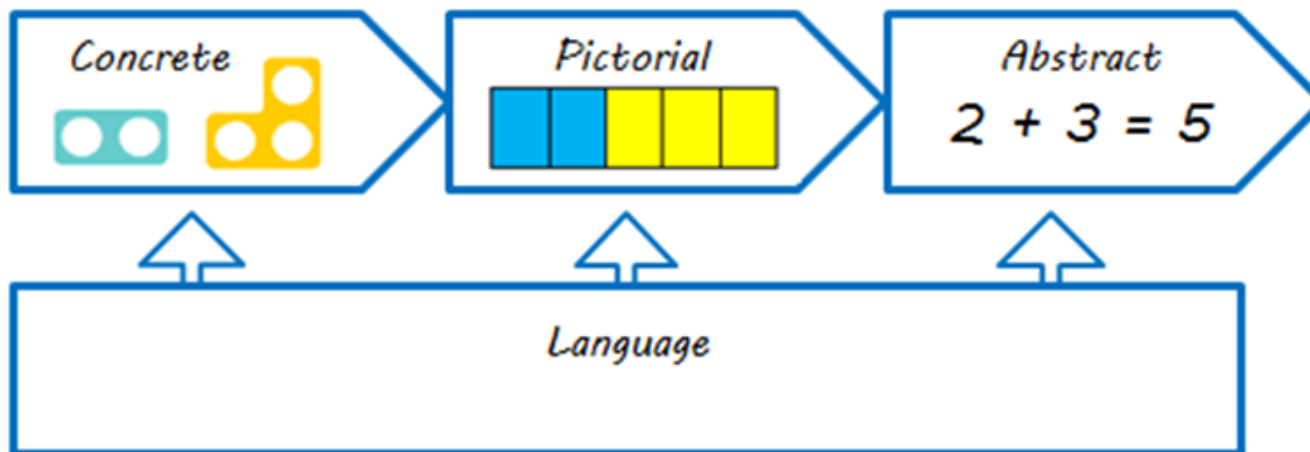 Concrete
Pictorial
Abstract
2 + 3 = 5
Language